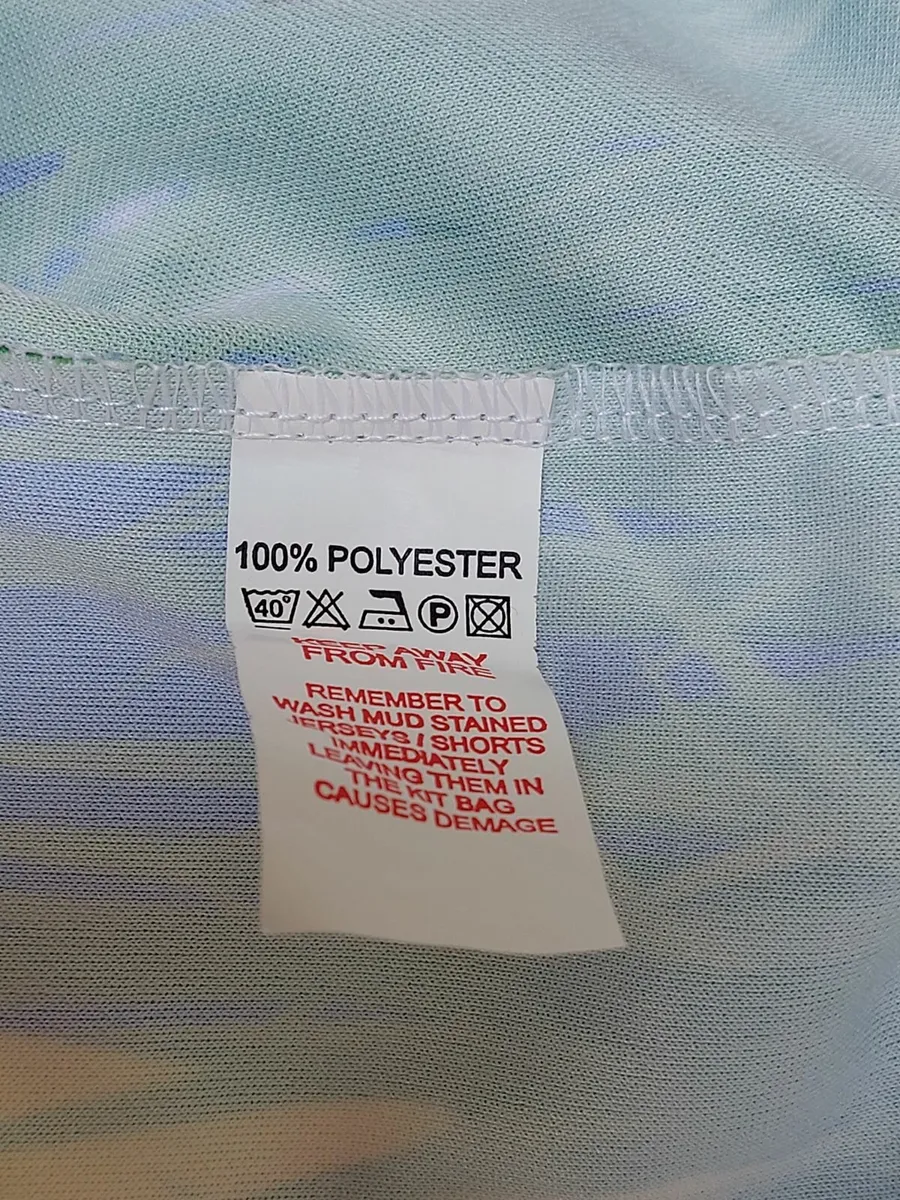 100% POLYESTER
40° P
KEEP AWAY
FROM FIRE
REMEMBER TO
WASH MUD STAINED
JERSEYS / SHORTS
IMMEDIATELY
LEAVING THEM IN
THE KIT BAG
CAUSES DEMAGE